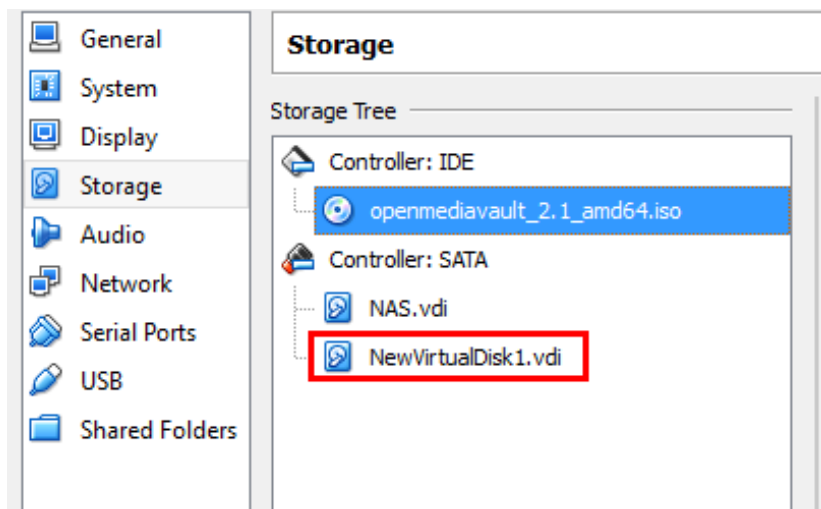 General
System
Display
Storage
Audio
Network
Serial Ports
USB
Shared Folders
Storage
Storage Tree
Controller: IDE
openmediavault_2.1_amd64.iso
Controller: SATA
NAS.vdi
NewVirtualDisk1.vdi